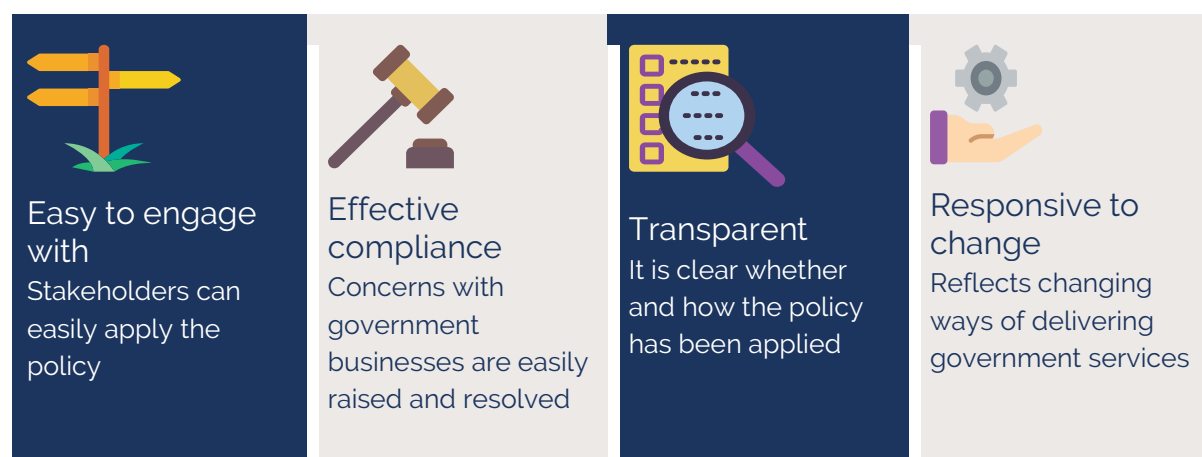 Easy to engage
with
Stakeholders can
easily apply the
policy
Effective
compliance
Concerns with
government
businesses are easily
raised and resolved
Transparent
It is clear whether
and how the policy
has been applied
Responsive to
change
Reflects changing
ways of delivering
government services